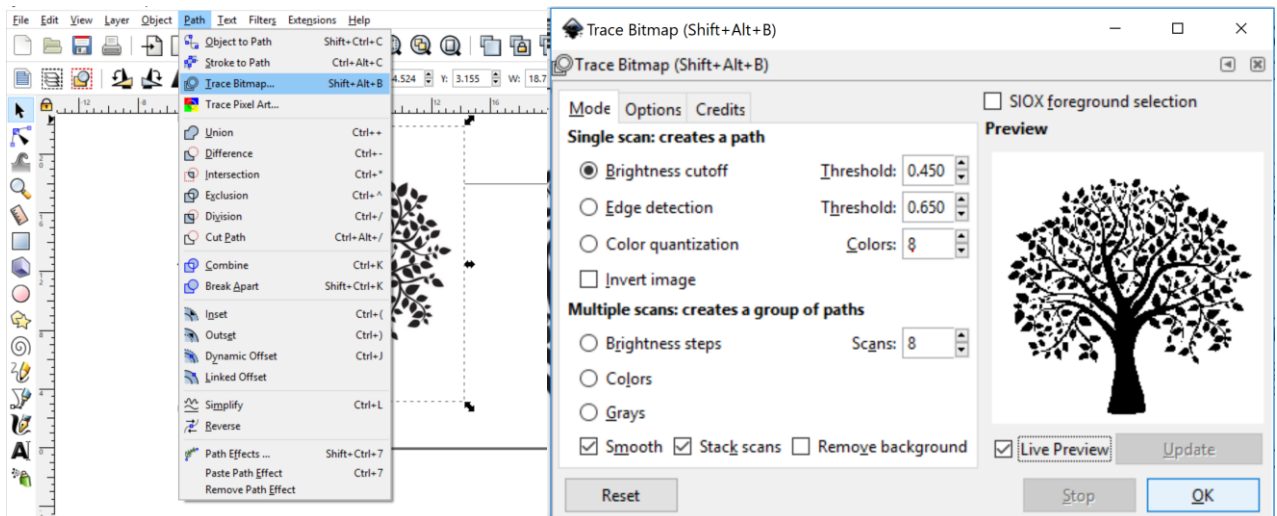 File Edit View Layer Object Path Text Filters Extensions Help
4.524 Y: 3.155 W: 18.7
-12 -8 12 16
Object to Path Shift+Ctrl+C
Stroke to Path Ctrl+Alt+C
Trace Bitmap... Shift+Alt+B
Trace Pixel Art...
Union Ctrl++
Difference Ctrl+-
Intersection Ctrl+*
Exclusion Ctrl+^
Division Ctrl+/
Cut Path Ctrl+Alt+/
Combine Ctrl+K
Break Apart Shift+Ctrl+K
Inset Ctrl+(
Outset Ctrl+)
Dynamic Offset Ctrl+J
Linked Offset
Simplify Ctrl+L
Reverse
Path Effects ... Shift+Ctrl+7
Paste Path Effect Ctrl+7
Remove Path Effect
Trace Bitmap (Shift+Alt+B)
Trace Bitmap (Shift+Alt+B)
Mode Options Credits
SIOX foreground selection
Single scan: creates a path
Preview
Brightness cutoff Threshold: 0.450
Edge detection Threshold: 0.650
Color quantization Colors: 8
Invert image
Multiple scans: creates a group of paths
Brightness steps Scans: 8
Colors
Grays
Smooth Stack scans Remove background
Live Preview Update
Reset Stop OK